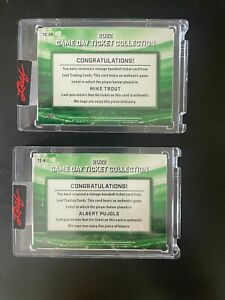 TC-
2022
GAME DAY TICKET COLLECTION
CONGRATULATIONS!
You have received a vintage baseball ticket card from
Leaf Trading Cards. This card bears an authentic game
ticket in which the player below played in
MIKE TROUT
Leaf guarantees that the ticket on this card is authentic.
We hope you enjoy this piece of history.
Leaf
TC-
2022
GAME DAY TICKET COLLECTION
CONGRATULATIONS!
You have received a vintage baseball ticket card from
Leaf Trading Cards. This card bears an authentic game
ticket in which the player below played in
ALBERT PUJOLS
Leaf guarantees that the ticket on this card is authentic.
We hope you enjoy this piece of history.
Leaf